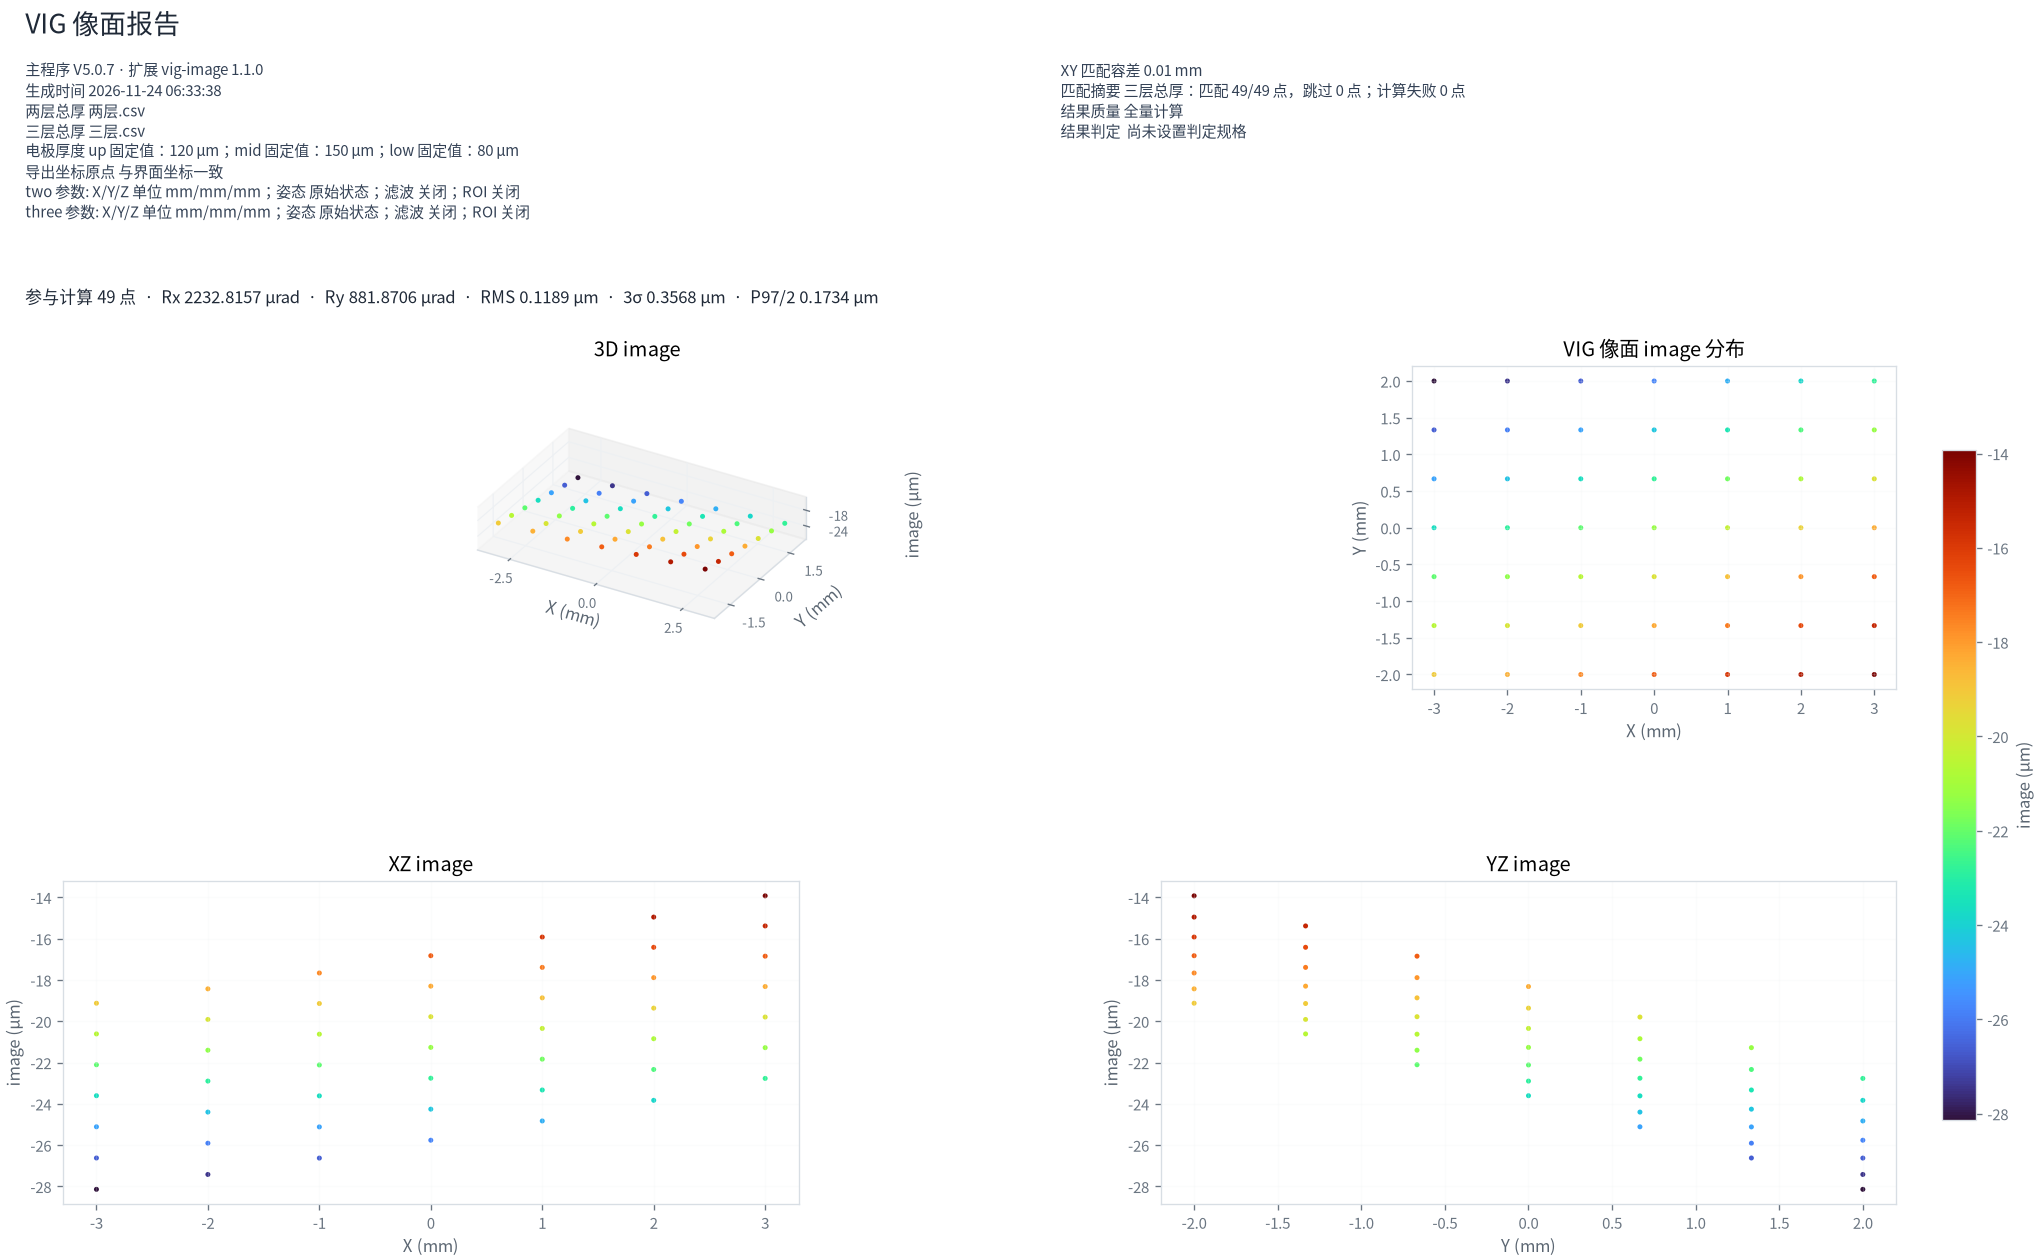 VIG 像面报告
主程序 V5.0.7 · 扩展 vig-image 1.1.0
生成时间 2026-11-24 06:33:38
两层总厚 两层.csv
三层总厚 三层.csv
电极厚度 up 固定值：120 µm；mid 固定值：150 µm；low 固定值：80 µm
导出坐标原点 与界面坐标一致
two 参数: X/Y/Z 单位 mm/mm/mm；姿态 原始状态；滤波 关闭；ROI 关闭
three 参数: X/Y/Z 单位 mm/mm/mm；姿态 原始状态；滤波 关闭；ROI 关闭
XY 匹配容差 0.01 mm
匹配摘要 三层总厚：匹配 49/49 点，跳过 0 点；计算失败 0 点
结果质量 全量计算
结果判定 尚未设置判定规格
参与计算 49 点 · Rx 2232.8157 µrad · Ry 881.8706 µrad · RMS 0.1189 µm · 3σ 0.3568 µm · P97/2 0.1734 µm
3D image
-18
-24
image (µm)
-2.5
0.0
2.5
X (mm)
-1.5
0.0
1.5
Y (mm)
VIG 像面 image 分布
2.0
1.5
1.0
0.5
0.0
-0.5
-1.0
-1.5
-2.0
Y (mm)
-3 -2 -1 0 1 2 3
X (mm)
-14
-16
-18
-20
-22
-24
-26
-28
image (µm)
XZ image
-14
-16
-18
-20
-22
-24
-26
-28
image (µm)
-3 -2 -1 0 1 2 3
X (mm)
YZ image
-14
-16
-18
-20
-22
-24
-26
-28
image (µm)
-2.0 -1.5 -1.0 -0.5 0.0 0.5 1.0 1.5 2.0
Y (mm)